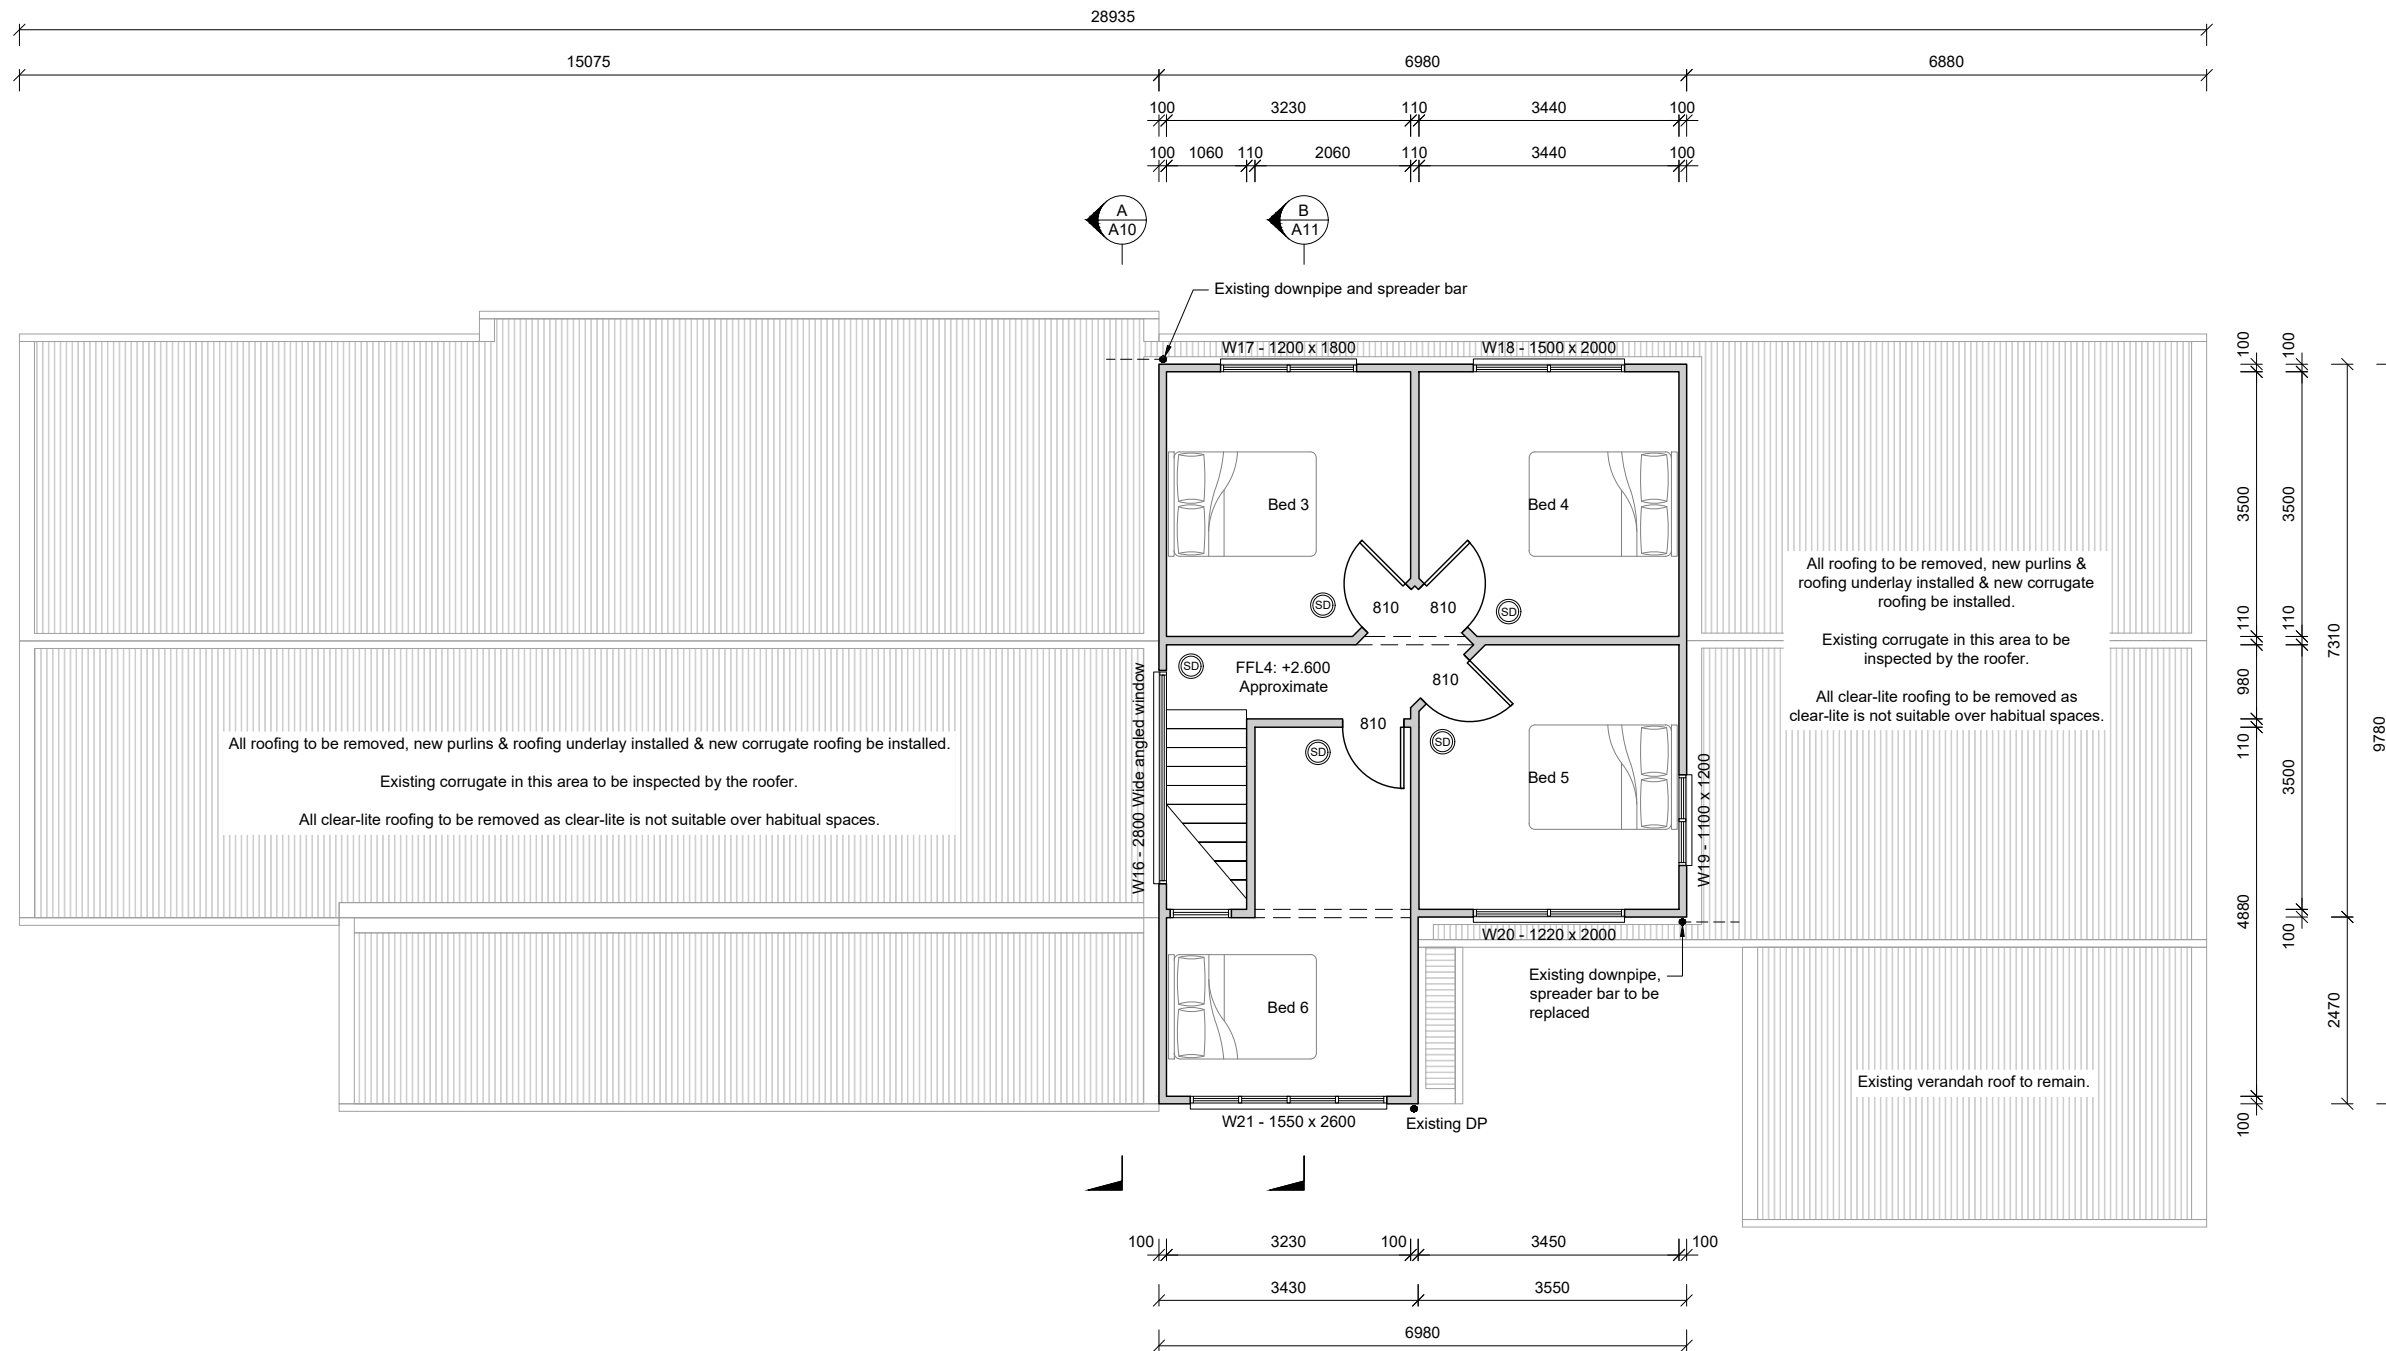 28935
15075
6980
6880
100
3230
110
3440
100
100
1060
110
2060
110
3440
100
A
A10
B
A11
Existing downpipe and spreader bar
W17 - 1200 x 1800
W18 - 1500 x 2000
100
100
Bed 3
Bed 4
3500
3500
7310
9780
All roofing to be removed, new purlins &
roofing underlay installed & new corrugate
roofing be installed.
Existing corrugate in this area to be
inspected by the roofer.
All clear-lite roofing to be removed as
clear-lite is not suitable over habitual spaces.
SD
810
810
SD
110
110
SD
FFL4: +2.600
Approximate
810
980
810
SD
SD
110
3500
W16 - 2800 Wide angled window
All roofing to be removed, new purlins & roofing underlay installed & new corrugate roofing be installed.
Existing corrugate in this area to be inspected by the roofer.
All clear-lite roofing to be removed as clear-lite is not suitable over habitual spaces.
Bed 5
W19 - 1100 x 1200
4880
100
W20 - 1220 x 2000
Existing downpipe,
spreader bar to be
replaced
Bed 6
2470
Existing verandah roof to remain.
W21 - 1550 x 2600
Existing DP
100
100
3230
100
3450
100
3430
3550
6980